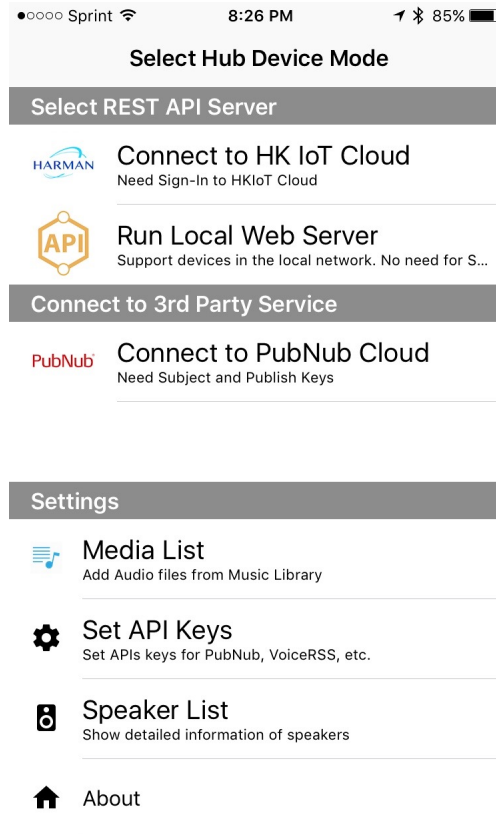 Sprint 8:26 PM 85%
Select Hub Device Mode
Select REST API Server
HARMAN
Connect to HK IoT Cloud
Need Sign-In to HKIoT Cloud
API
Run Local Web Server
Support devices in the local network. No need for S...
Connect to 3rd Party Service
PubNub
Connect to PubNub Cloud
Need Subject and Publish Keys
Settings
Media List
Add Audio files from Music Library
Set API Keys
Set APIs keys for PubNub, VoiceRSS, etc.
Speaker List
Show detailed information of speakers
About